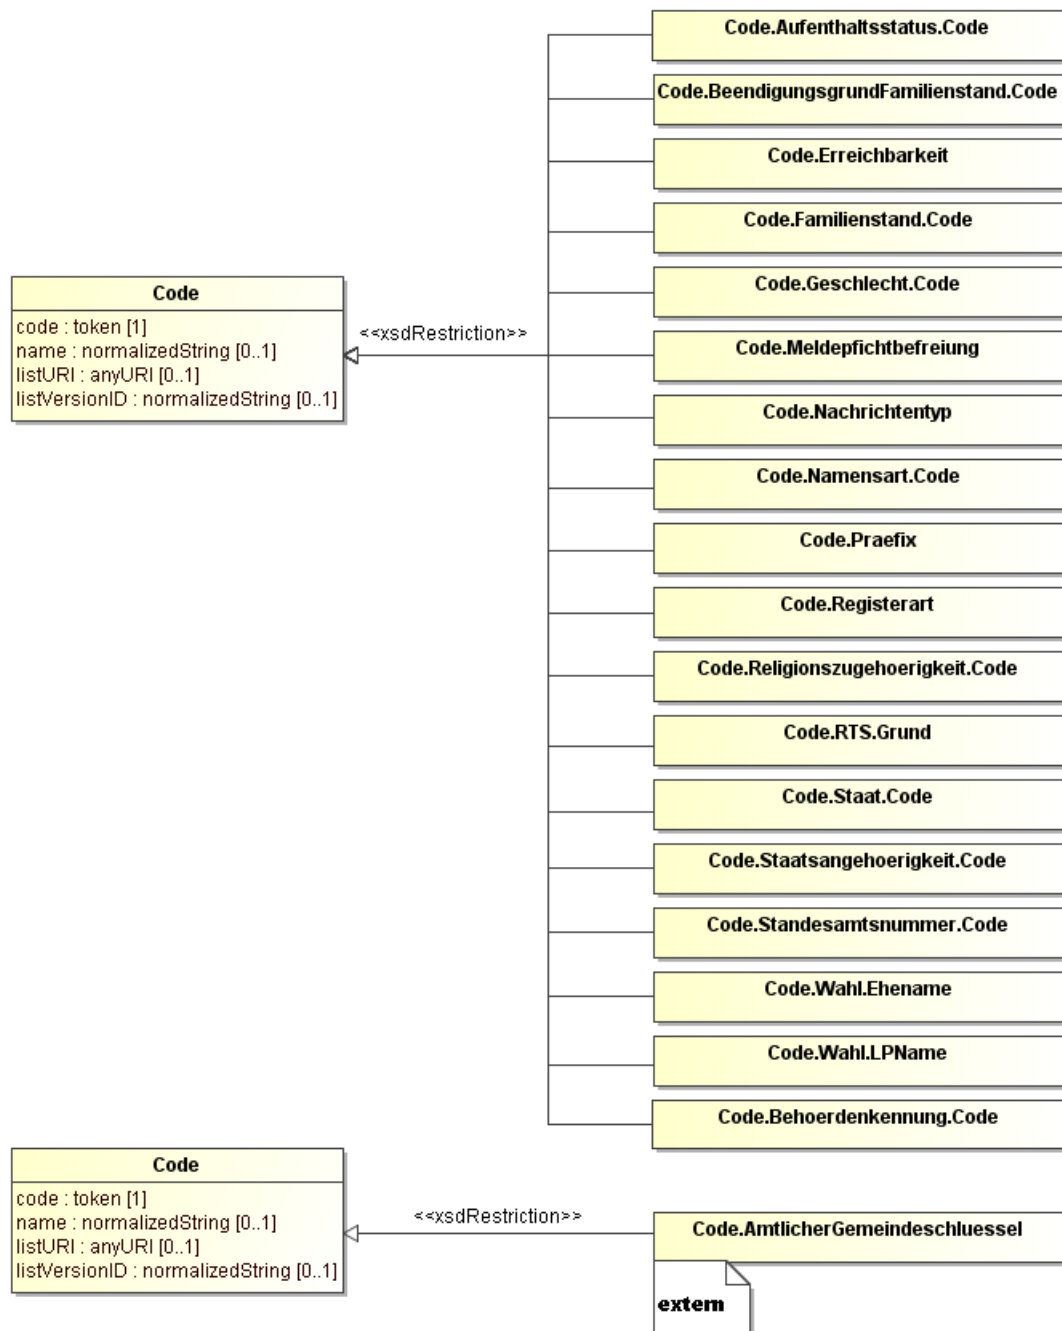 Code.Aufenthaltsstatus.Code
Code.BeendigungsgrundFamilienstand.Code
Code.Erreichbarkeit
Code.Familienstand.Code
Code.Geschlecht.Code
Code
code : token [1]
name : normalizedString [0..1]
listURI : anyURI [0..1]
listVersionID : normalizedString [0..1]
<<xsdRestriction>>
Code.Meldepfichtbefreiung
Code.Nachrichtentyp
Code.Namensart.Code
Code.Praefix
Code.Registerart
Code.Religionszugehoerigkeit.Code
Code.RTS.Grund
Code.Staat.Code
Code.Staatsangehoerigkeit.Code
Code.Standesamtsnummer.Code
Code.Wahl.Ehename
Code.Wahl.LPName
Code.Behoerdenkennung.Code
Code
code : token [1]
name : normalizedString [0..1]
listURI : anyURI [0..1]
listVersionID : normalizedString [0..1]
<<xsdRestriction>>
Code.AmtlicherGemeindeschluessel
extern